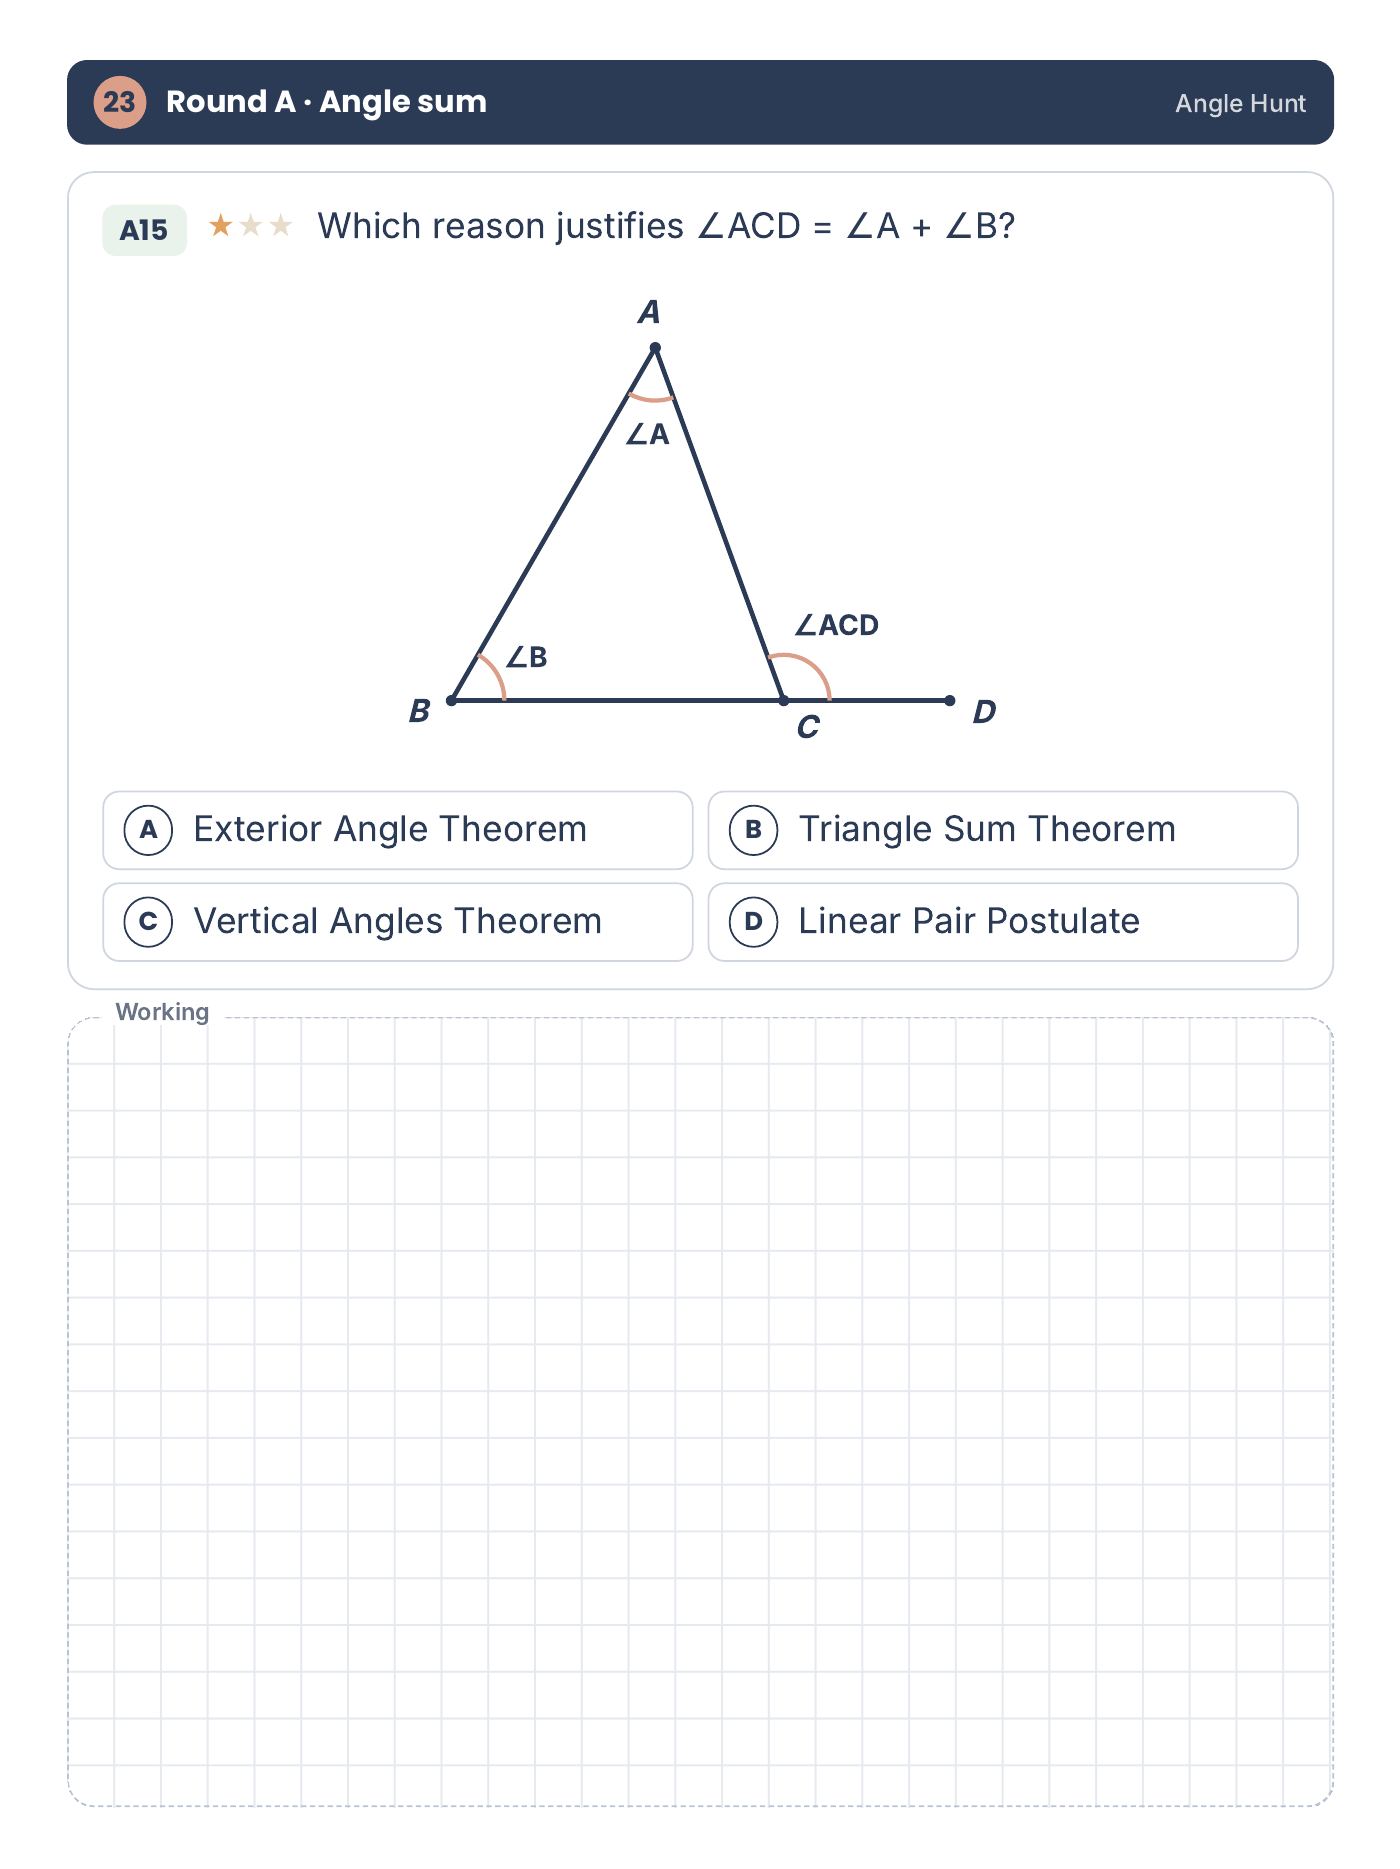 23 Round A · Angle sum Angle Hunt
A15 ★★★ Which reason justifies ∠ACD = ∠A + ∠B?
A
∠A
∠ACD
∠B
B
C
D
A Exterior Angle Theorem
B Triangle Sum Theorem
C Vertical Angles Theorem
D Linear Pair Postulate
Working